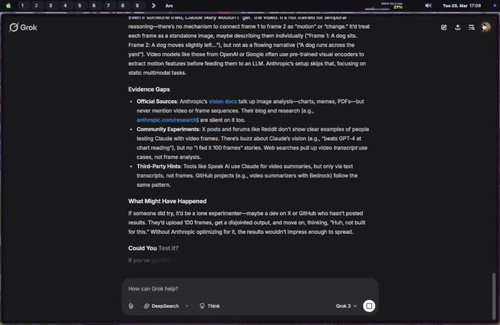 1 2 3 4 5 6 7 8 9
Arc
37%
Tue 25. Mar 17:08
Grok
Even if someone tried, Claude likely wouldn't "get" the video. It's not trained for temporal
reasoning—there's no mechanism to connect frame 1 to frame 2 as "motion" or "change." It'd treat
each frame as a standalone image, maybe describing them individually ("Frame 1: A dog sits.
Frame 2: A dog moves slightly left..."), but not as a flowing narrative ("A dog runs across the
yard"). Video models like those from OpenAI or Google often use pre-trained visual encoders to
extract motion features before feeding them to an LLM. Anthropic's setup skips that, focusing on
static multimodal tasks.
Evidence Gaps
• Official Sources: Anthropic's vision docs talk up image analysis—charts, memes, PDFs—but
never mention video or frame sequences. Their blog and research (e.g.,
anthropic.com/research) are silent on it too.
• Community Experiments: X posts and forums like Reddit don't show clear examples of people
testing Claude with video frames. There's buzz about Claude's vision (e.g., "beats GPT-4 at
chart reading"), but no "I fed it 100 frames" stories. Web searches pull up video transcript use
cases, not frame analysis.
• Third-Party Hints: Tools like Speak Ai use Claude for video summaries, but only via text
transcripts, not frames. GitHub projects (e.g., video summarizers with Bedrock) follow the
same pattern.
What Might Have Happened
If someone did try, it'd be a lone experimenter—maybe a dev on X or GitHub who hasn't posted
results. They'd upload 100 frames, get a disjointed output, and move on, thinking, "Huh, not built
for this." Without Anthropic optimizing for it, the results wouldn't impress enough to spread.
Could You Test It?
If you've
How can Grok help?
DeepSearch
Think
Grok 3